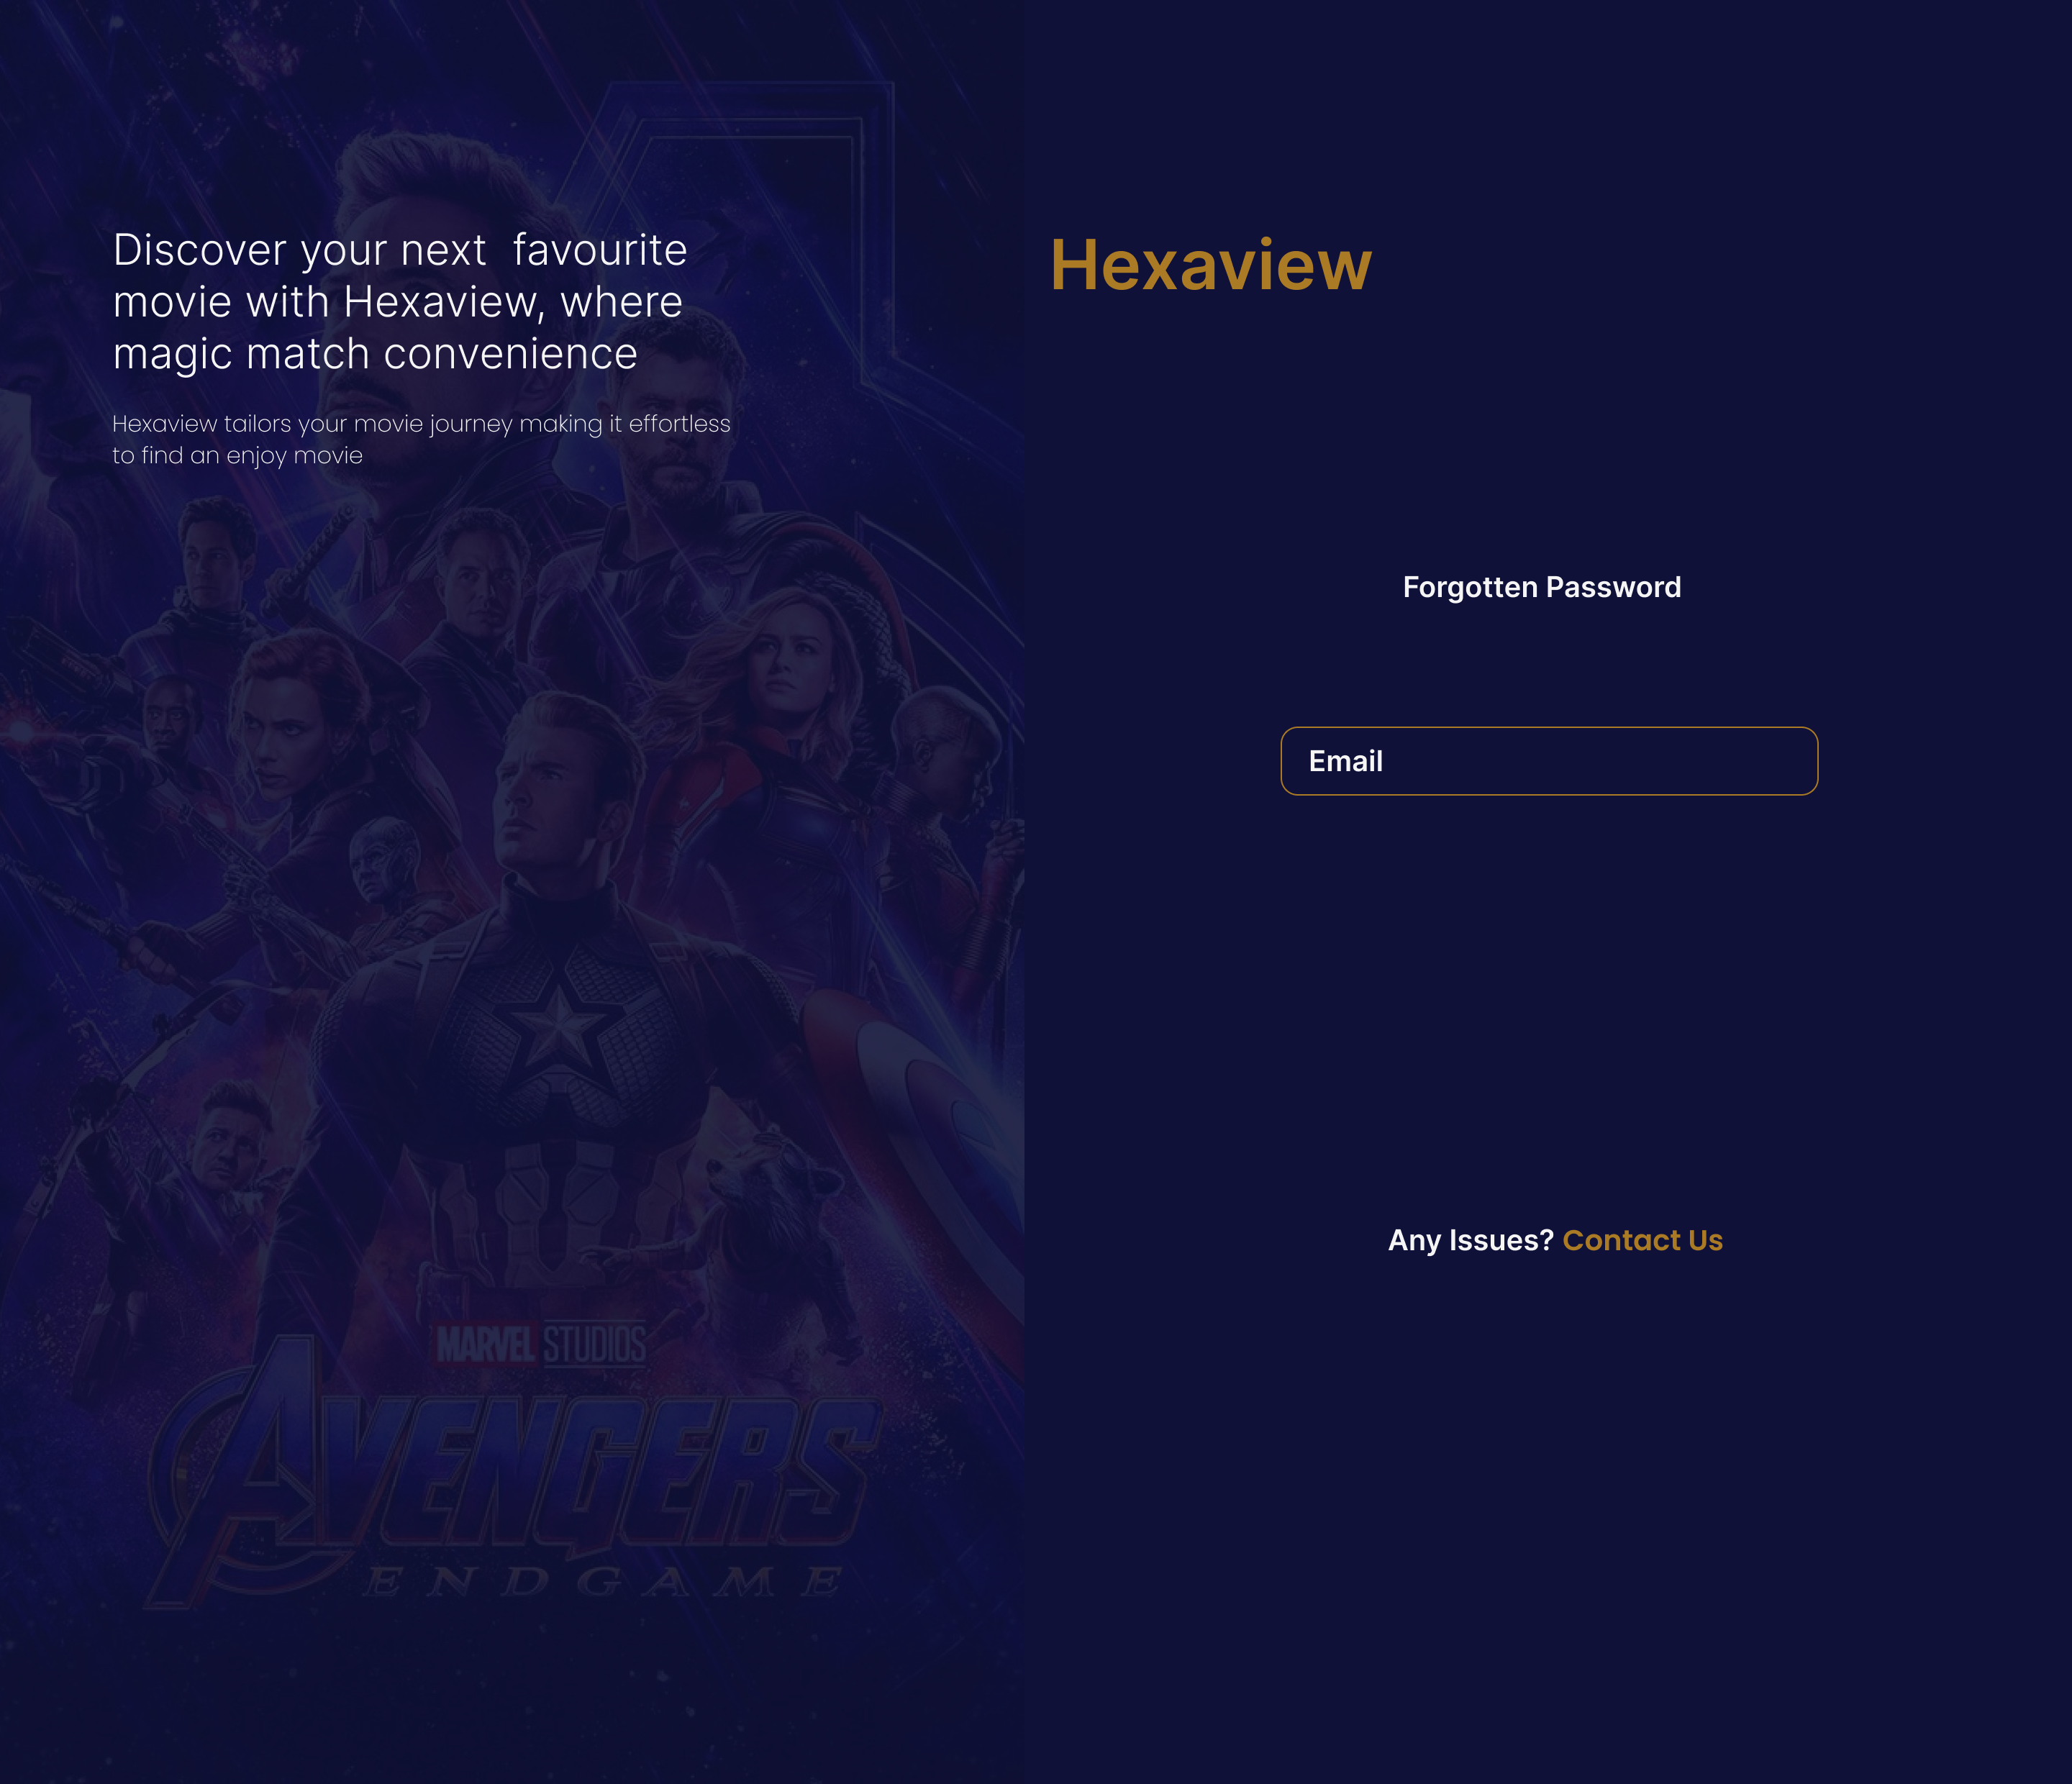 Discover your next  favourite
movie with Hexaview, where
magic match convenience
Hexaview tailors your movie journey making it effortless
to find an enjoy movie
MARVEL STUDIOS
AVENGERS
ENDGAME
Hexaview
Forgotten Password
Email
Any Issues? Contact Us